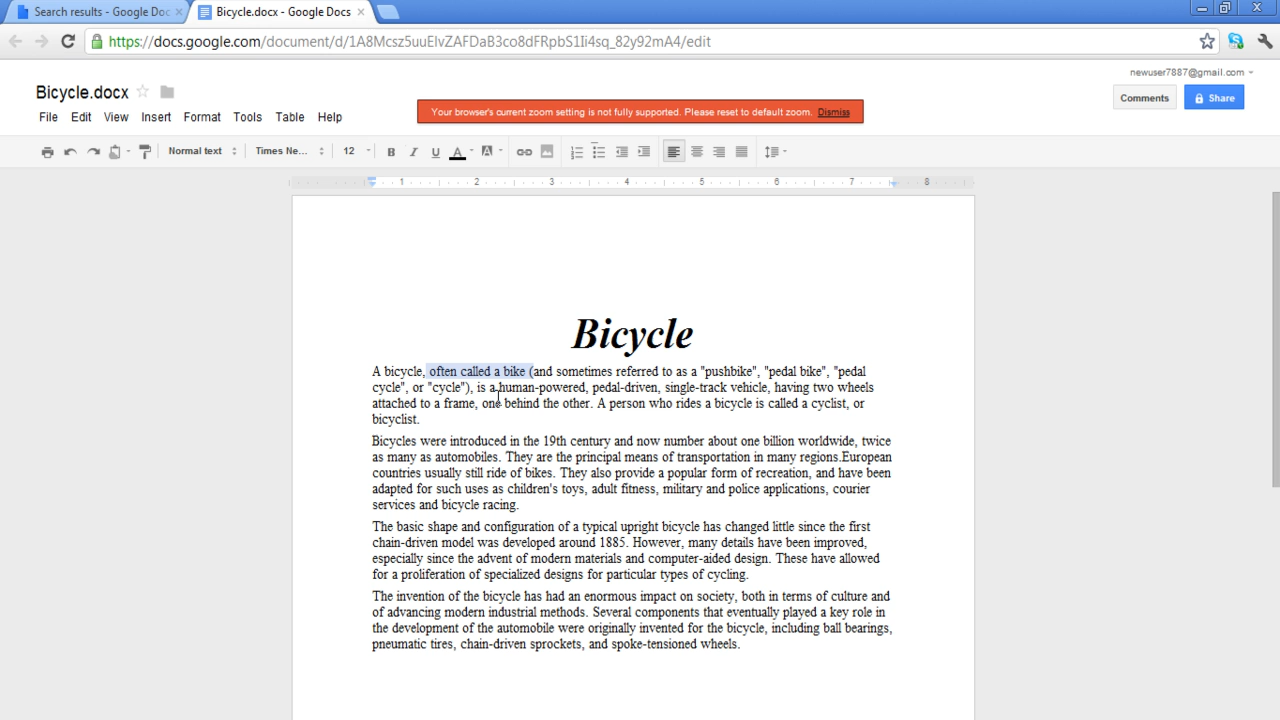 Search results - Google Doc
Bicycle.docx - Google Docs
https://docs.google.com/document/d/1A8Mcsz5uuElvZAFDaB3co8dFRpbS1Ii4sq_82y92mA4/edit
newuser7887@gmail.com
Bicycle.docx
Comments
Share
Your browser's current zoom setting is not fully supported. Please reset to default zoom. Dismiss
File Edit View Insert Format Tools Table Help
Normal text Times Ne... 12 B I U A A
1 2 3 4 5 6 7 8
Bicycle
A bicycle, often called a bike (and sometimes referred to as a "pushbike", "pedal bike", "pedal
cycle", or "cycle"), is a human-powered, pedal-driven, single-track vehicle, having two wheels
attached to a frame, one behind the other. A person who rides a bicycle is called a cyclist, or
bicyclist.
Bicycles were introduced in the 19th century and now number about one billion worldwide, twice
as many as automobiles. They are the principal means of transportation in many regions.European
countries usually still ride of bikes. They also provide a popular form of recreation, and have been
adapted for such uses as children's toys, adult fitness, military and police applications, courier
services and bicycle racing.
The basic shape and configuration of a typical upright bicycle has changed little since the first
chain-driven model was developed around 1885. However, many details have been improved,
especially since the advent of modern materials and computer-aided design. These have allowed
for a proliferation of specialized designs for particular types of cycling.
The invention of the bicycle has had an enormous impact on society, both in terms of culture and
of advancing modern industrial methods. Several components that eventually played a key role in
the development of the automobile were originally invented for the bicycle, including ball bearings,
pneumatic tires, chain-driven sprockets, and spoke-tensioned wheels.